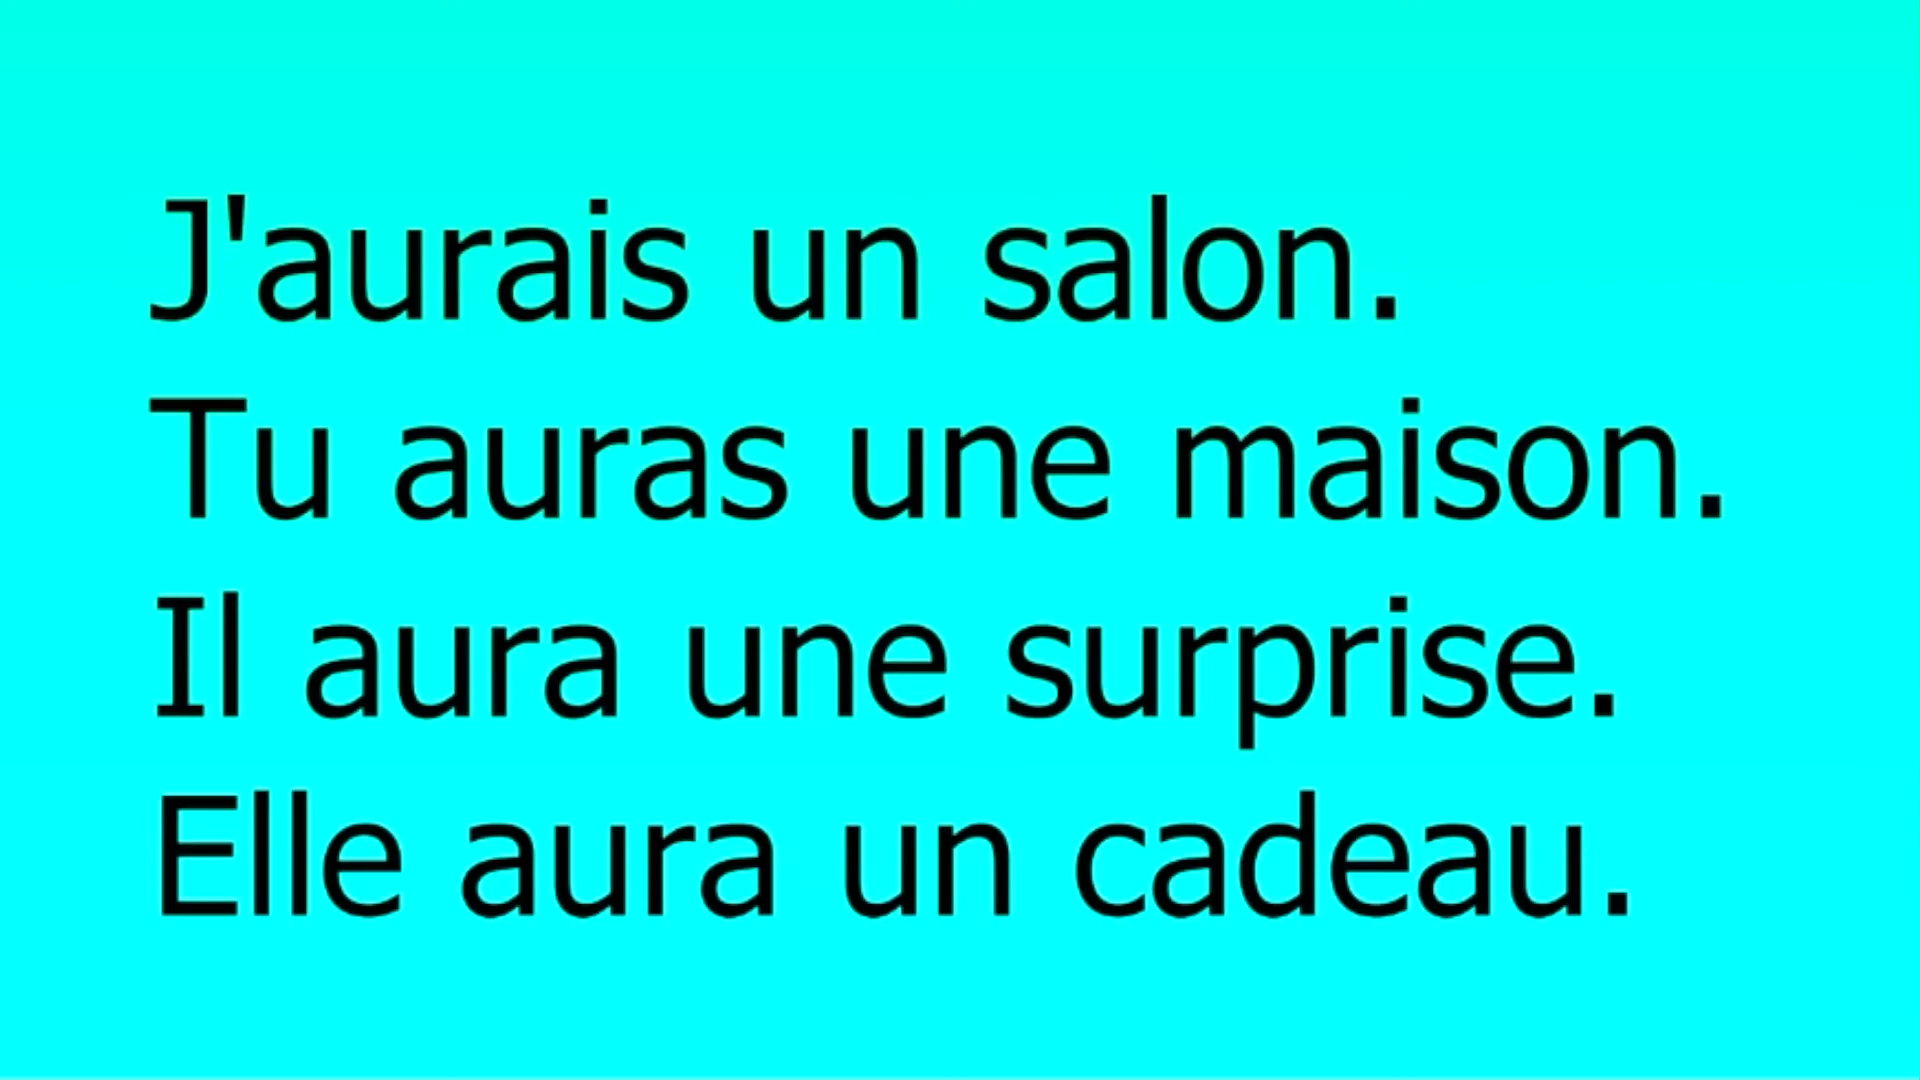 J'aurais un salon.
Tu auras une maison.
Il aura une surprise.
Elle aura un cadeau.